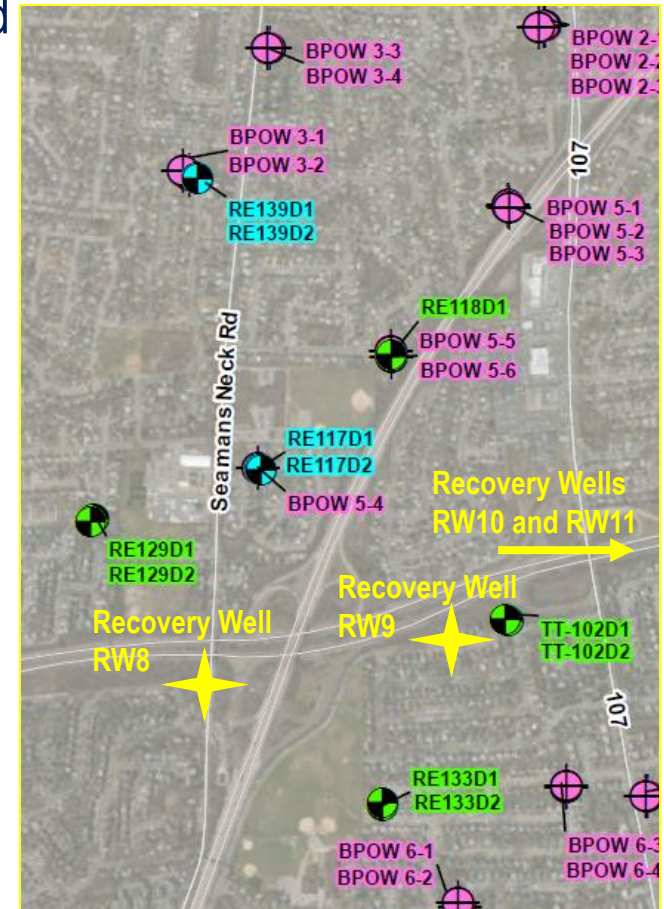 d
BPOW 3-3
BPOW 3-4
BPOW 2-
BPOW 2-2
BPOW 2-3
BPOW 3-1
BPOW 3-2
107
RE139D1
RE139D2
BPOW 5-1
BPOW 5-2
BPOW 5-3
RE118D1
BPOW 5-5
BPOW 5-6
Seamans Neck Rd
RE117D1
RE117D2
BPOW 5-4
Recovery Wells
RW10 and RW11
RE129D1
RE129D2
Recovery Well
RW9
Recovery Well
RW8
TT-102D1
TT-102D2
107
RE133D1
RE133D2
BPOW 6-3
BPOW 6-4
BPOW 6-1
BPOW 6-2